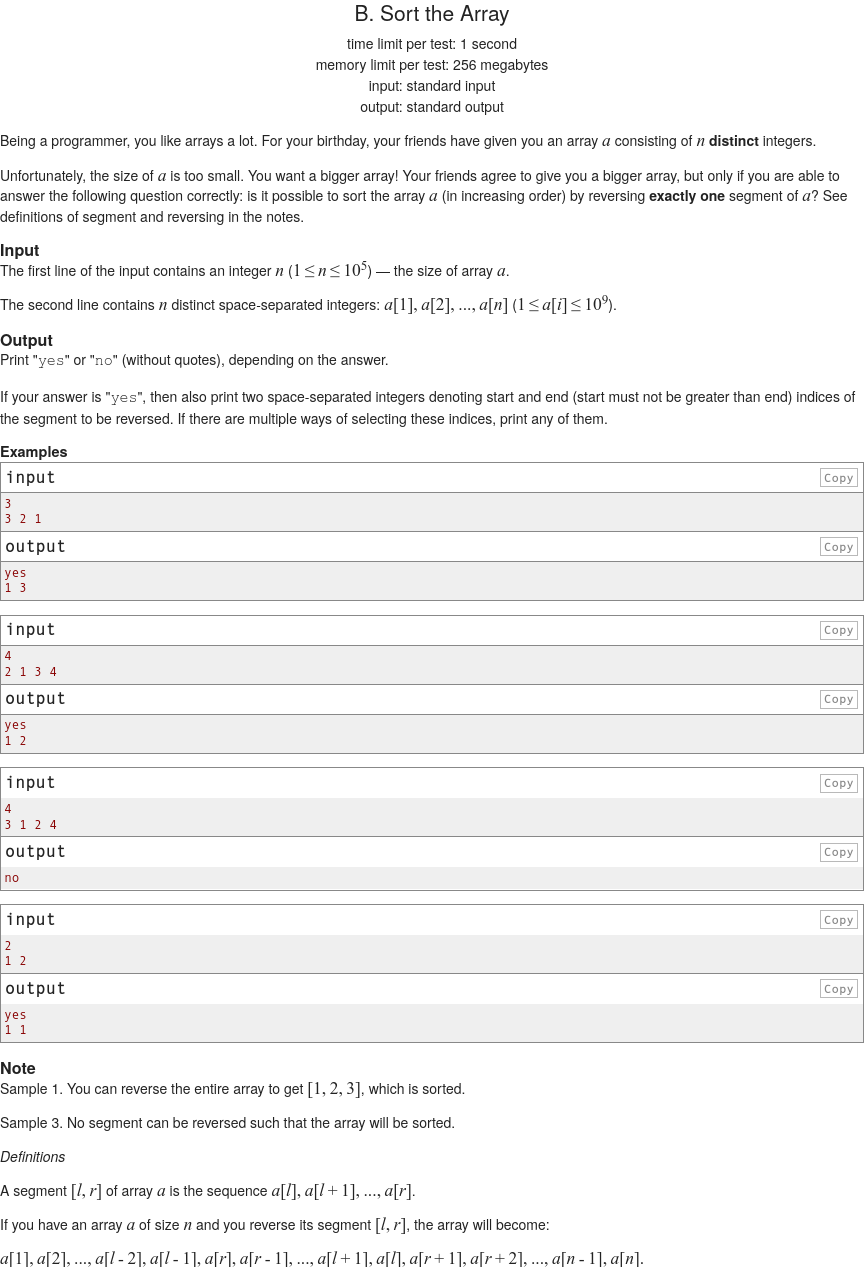 B. Sort the Array
time limit per test: 1 second
memory limit per test: 256 megabytes
input: standard input
output: standard output
Being a programmer, you like arrays a lot. For your birthday, your friends have given you an array a consisting of n distinct integers.
Unfortunately, the size of a is too small. You want a bigger array! Your friends agree to give you a bigger array, but only if you are able to
answer the following question correctly: is it possible to sort the array a (in increasing order) by reversing exactly one segment of a? See
definitions of segment and reversing in the notes.
Input
The first line of the input contains an integer n (1 ≤ n ≤ 10⁵) — the size of array a.
The second line contains n distinct space-separated integers: a[1], a[2], ..., a[n] (1 ≤ a[i] ≤ 10⁹).
Output
Print "yes" or "no" (without quotes), depending on the answer.
If your answer is "yes", then also print two space-separated integers denoting start and end (start must not be greater than end) indices of
the segment to be reversed. If there are multiple ways of selecting these indices, print any of them.
Examples
input Copy
3
3 2 1
output Copy
yes
1 3
input Copy
4
2 1 3 4
output Copy
yes
1 2
input Copy
4
3 1 2 4
output Copy
no
input Copy
2
1 2
output Copy
yes
1 1
Note
Sample 1. You can reverse the entire array to get [1, 2, 3], which is sorted.
Sample 3. No segment can be reversed such that the array will be sorted.
Definitions
A segment [l, r] of array a is the sequence a[l], a[l + 1], ..., a[r].
If you have an array a of size n and you reverse its segment [l, r], the array will become:
a[1], a[2], ..., a[l - 2], a[l - 1], a[r], a[r - 1], ..., a[l + 1], a[l], a[r + 1], a[r + 2], ..., a[n - 1], a[n].